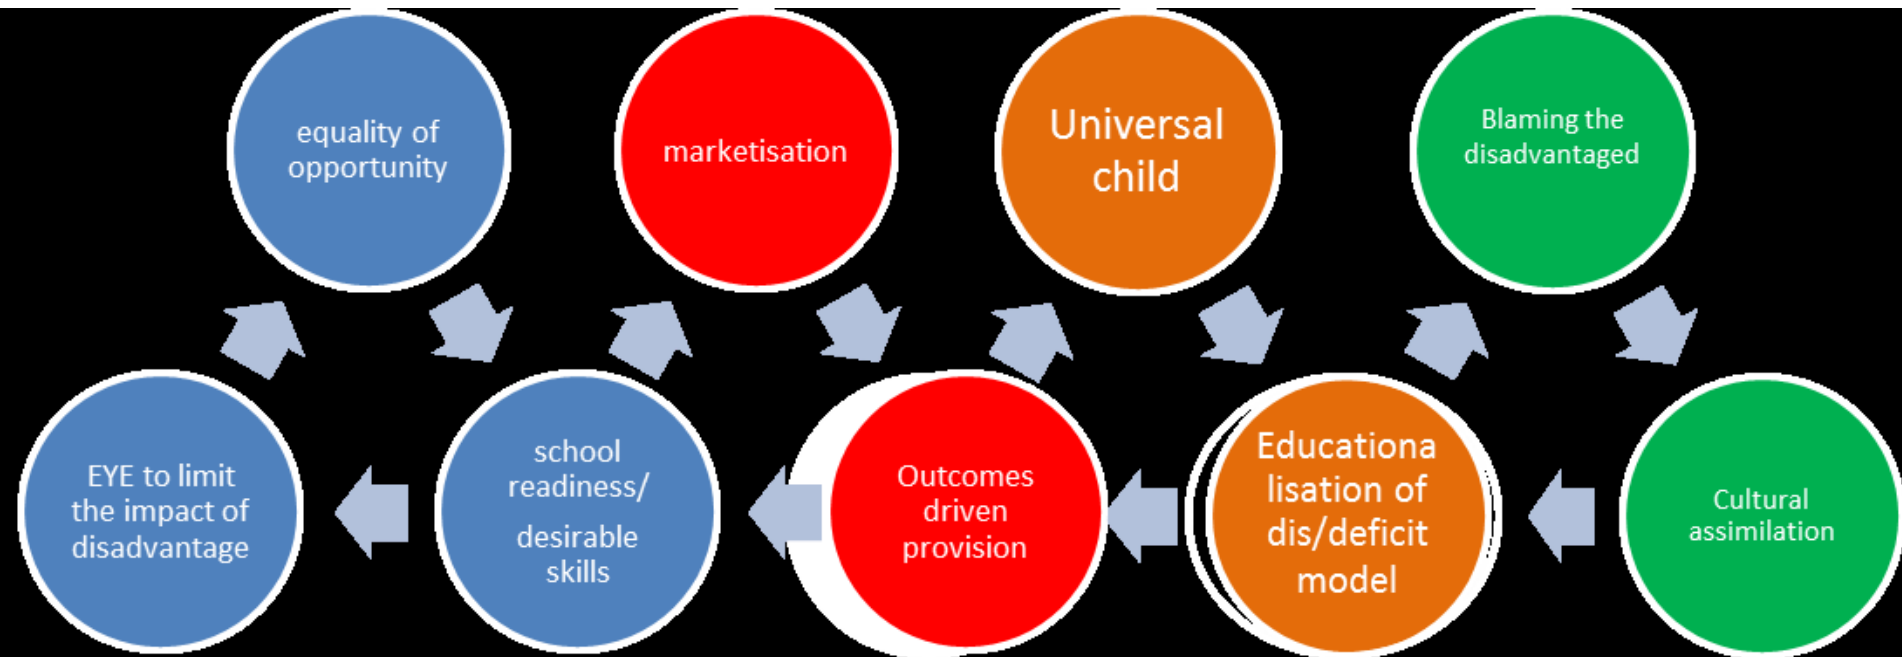 equality of
opportunity
marketisation
Universal
child
Blaming the
disadvantaged
EYE to limit
the impact of
disadvantage
school
readiness/
desirable
skills
Outcomes
driven
provision
Educationa
lisation of
dis/deficit
model
Cultural
assimilation